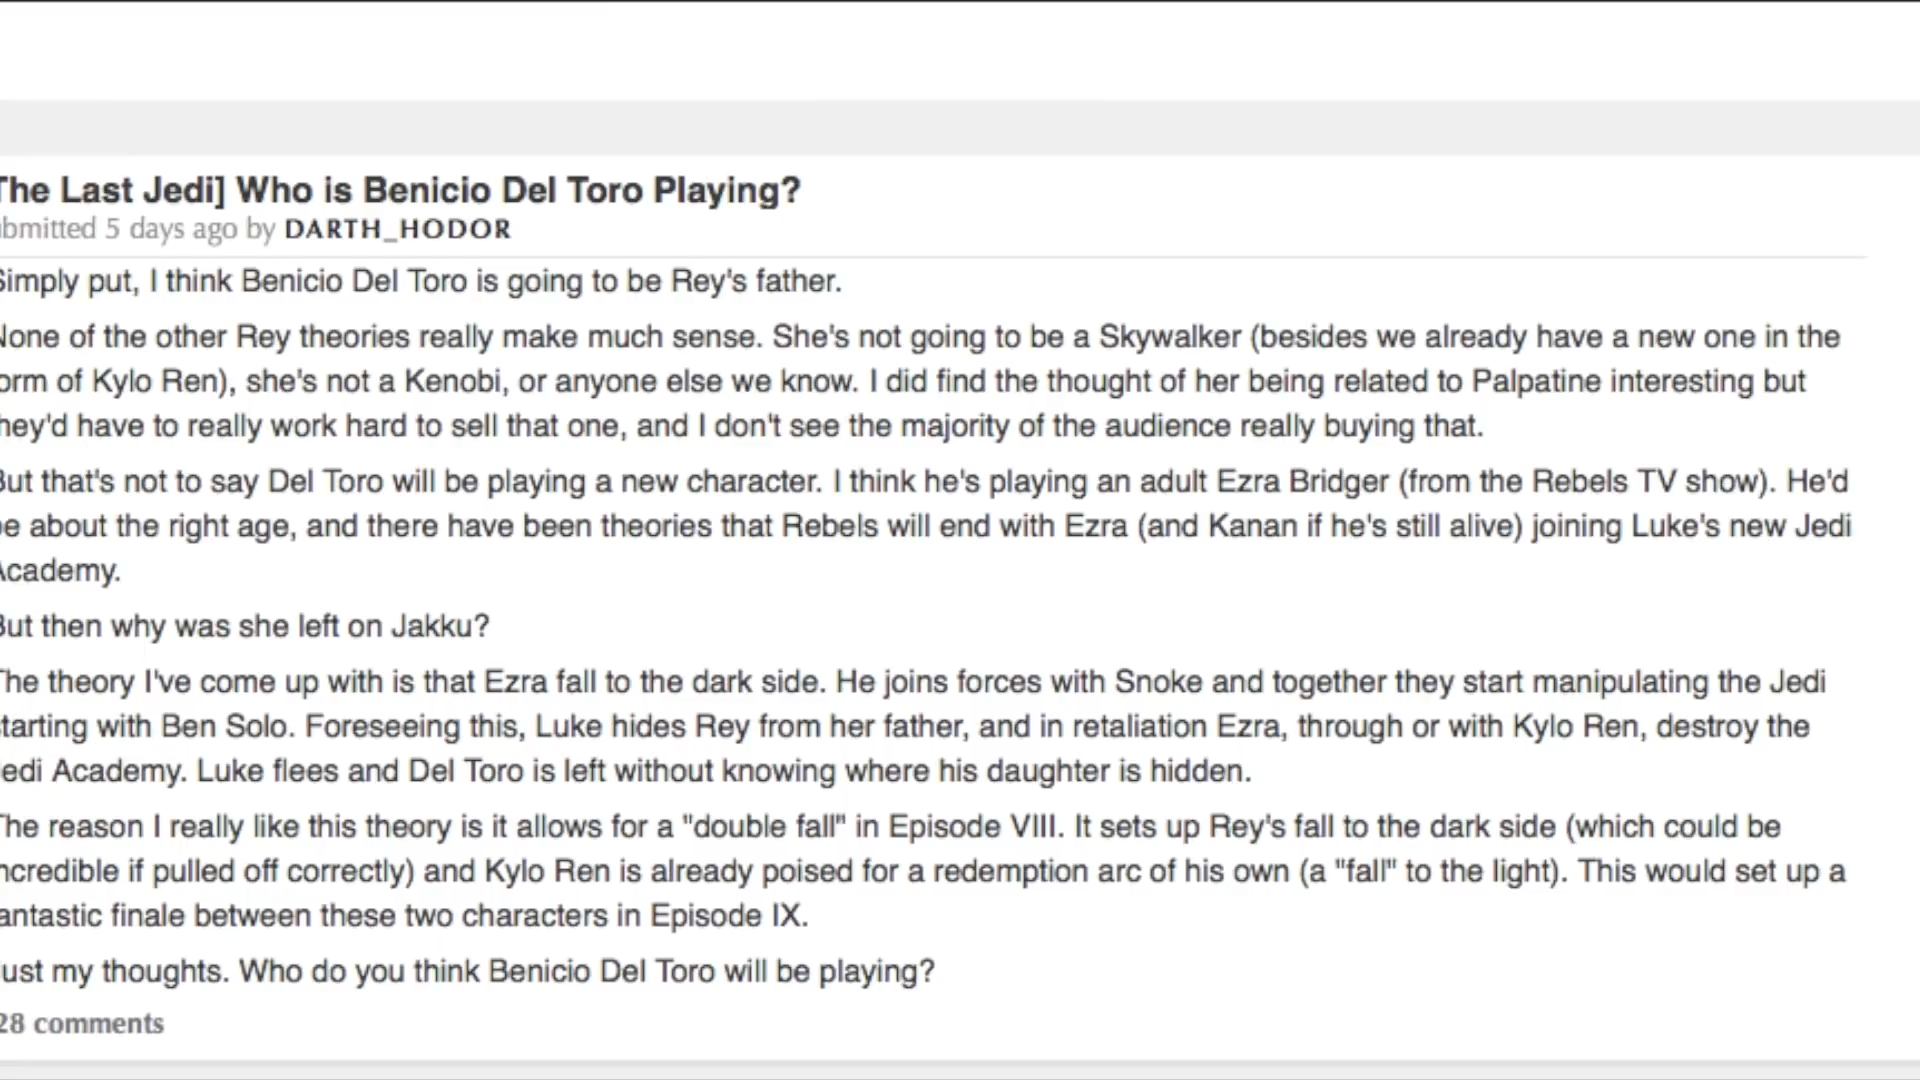 The Last Jedi] Who is Benicio Del Toro Playing?
ubmitted 5 days ago by DARTH_HODOR
Simply put, I think Benicio Del Toro is going to be Rey's father.
None of the other Rey theories really make much sense. She's not going to be a Skywalker (besides we already have a new one in the
orm of Kylo Ren), she's not a Kenobi, or anyone else we know. I did find the thought of her being related to Palpatine interesting but
they'd have to really work hard to sell that one, and I don't see the majority of the audience really buying that.
But that's not to say Del Toro will be playing a new character. I think he's playing an adult Ezra Bridger (from the Rebels TV show). He'd
be about the right age, and there have been theories that Rebels will end with Ezra (and Kanan if he's still alive) joining Luke's new Jedi
Academy.
But then why was she left on Jakku?
The theory I've come up with is that Ezra fall to the dark side. He joins forces with Snoke and together they start manipulating the Jedi
starting with Ben Solo. Foreseeing this, Luke hides Rey from her father, and in retaliation Ezra, through or with Kylo Ren, destroy the
edi Academy. Luke flees and Del Toro is left without knowing where his daughter is hidden.
The reason I really like this theory is it allows for a "double fall" in Episode VIII. It sets up Rey's fall to the dark side (which could be
ncredible if pulled off correctly) and Kylo Ren is already poised for a redemption arc of his own (a "fall" to the light). This would set up a
antastic finale between these two characters in Episode IX.
ust my thoughts. Who do you think Benicio Del Toro will be playing?
28 comments